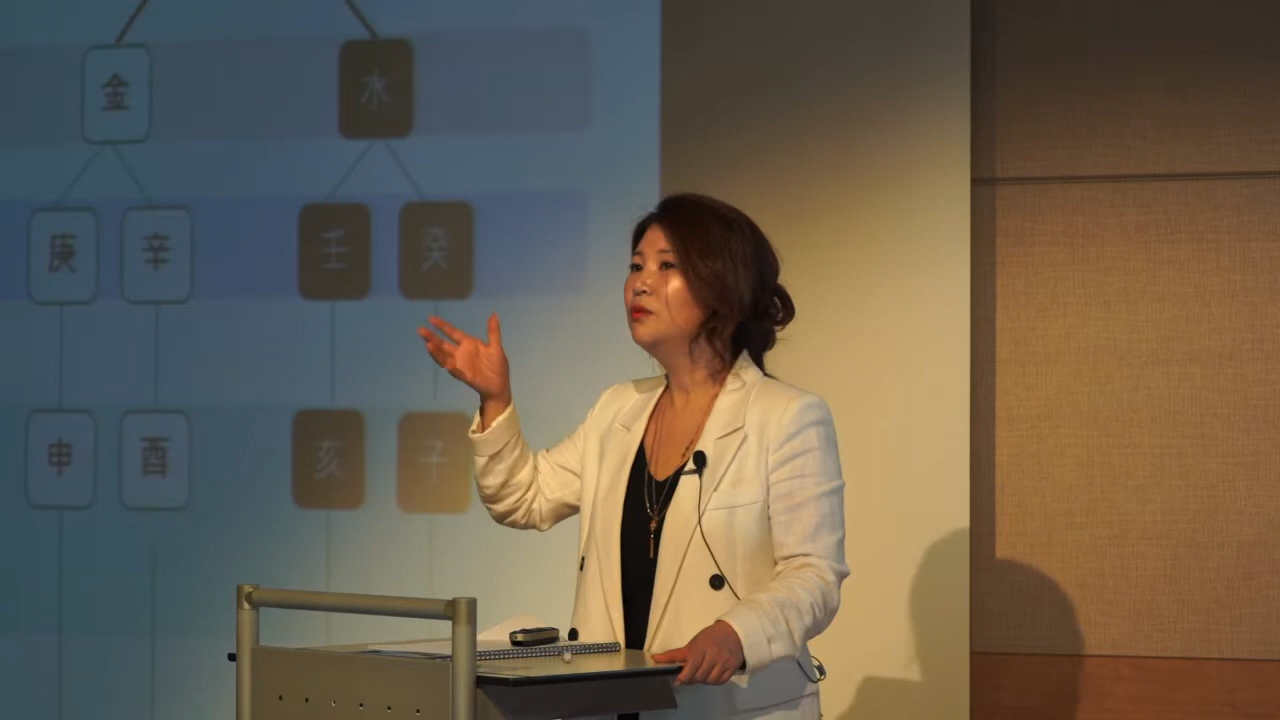 金 水
庚 辛 壬 癸
申 酉 亥 子